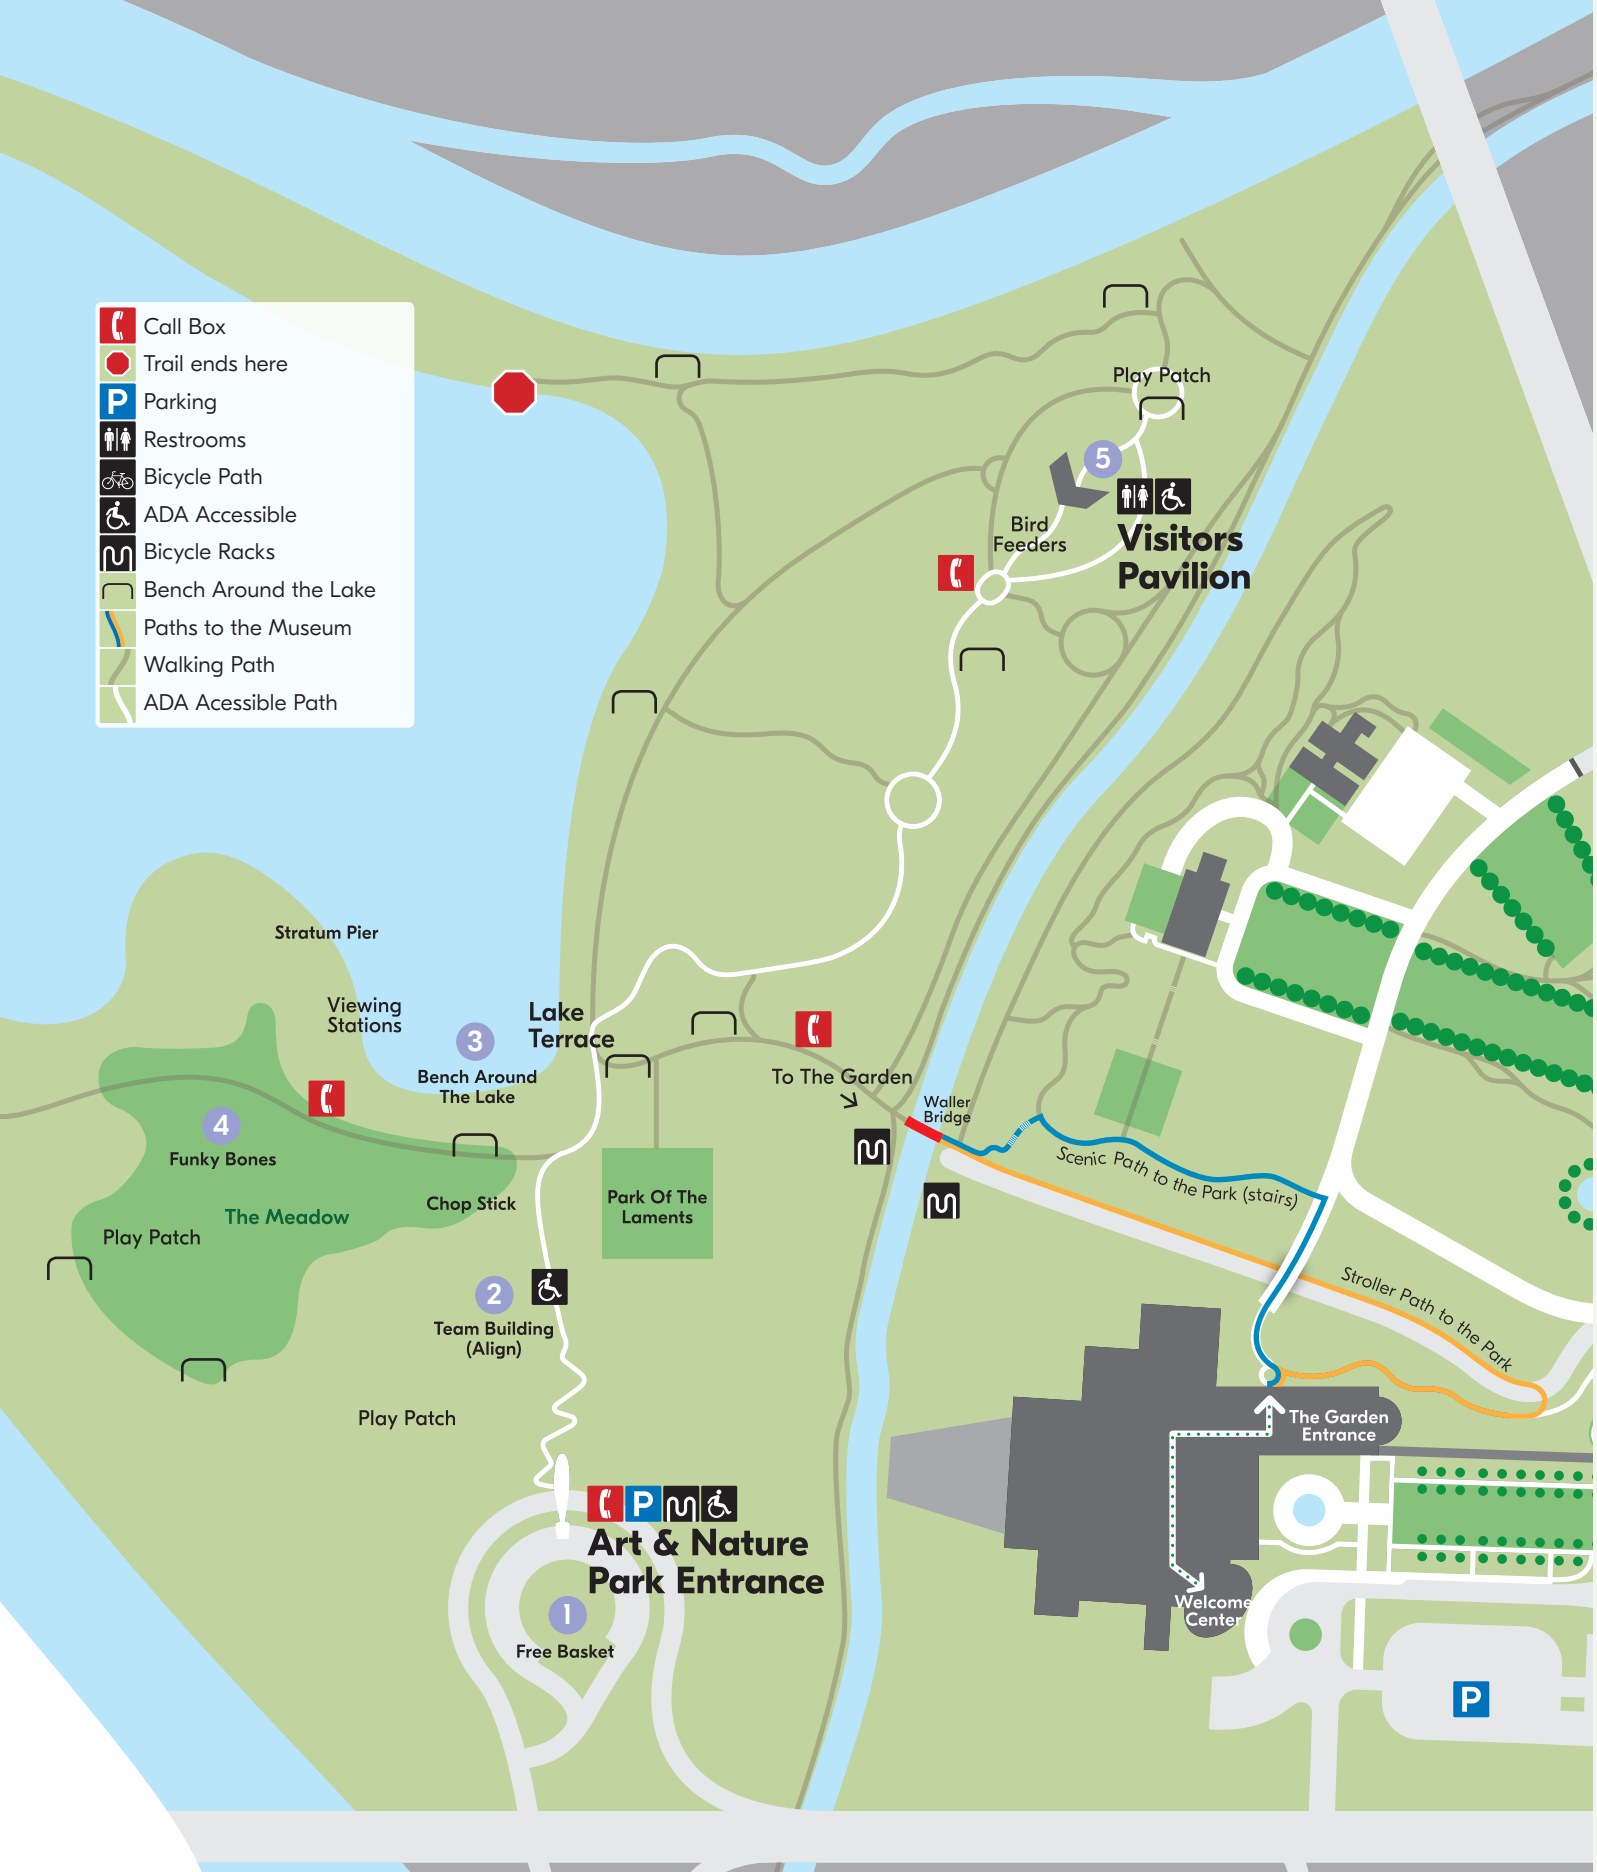 Call Box
Trail ends here
P
Parking
Restrooms
Bicycle Path
ADA Accessible
Bicycle Racks
Bench Around the Lake
Paths to the Museum
Walking Path
ADA Acessible Path
Play Patch
5
Bird
Feeders
Visitors
Pavilion
Stratum Pier
Viewing
Stations
Lake
Terrace
3
Bench Around
The Lake
To The Garden
Waller
Bridge
4
Funky Bones
Scenic Path to the Park (stairs)
Park Of The
Laments
Chop Stick
The Meadow
Play Patch
2
Team Building
(Align)
Stroller Path to the Park
Play Patch
The Garden
Entrance
P
Art & Nature
Park Entrance
1
Free Basket
Welcome
Center
P